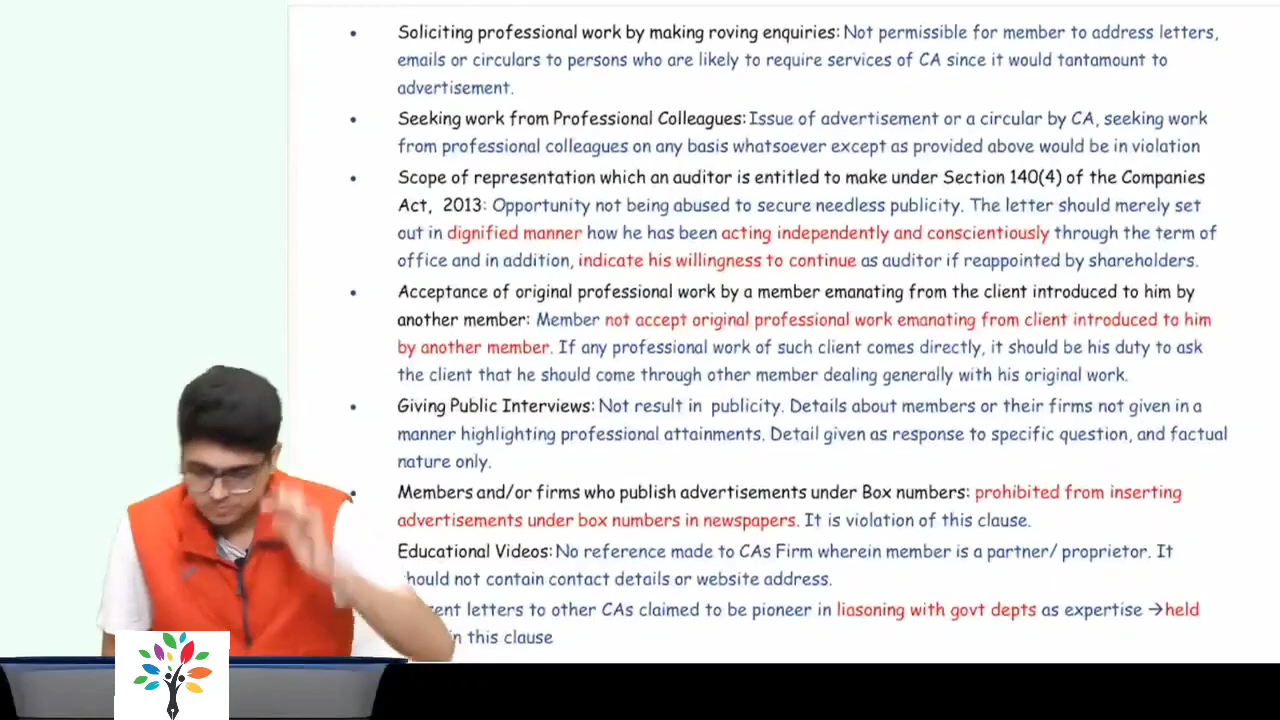 • Soliciting professional work by making roving enquiries: Not permissible for member to address letters,
emails or circulars to persons who are likely to require services of CA since it would tantamount to
advertisement.
• Seeking work from Professional Colleagues: Issue of advertisement or a circular by CA, seeking work
from professional colleagues on any basis whatsoever except as provided above would be in violation
• Scope of representation which an auditor is entitled to make under Section 140(4) of the Companies
Act, 2013: Opportunity not being abused to secure needless publicity. The letter should merely set
out in dignified manner how he has been acting independently and conscientiously through the term of
office and in addition, indicate his willingness to continue as auditor if reappointed by shareholders.
• Acceptance of original professional work by a member emanating from the client introduced to him by
another member: Member not accept original professional work emanating from client introduced to him
by another member. If any professional work of such client comes directly, it should be his duty to ask
the client that he should come through other member dealing generally with his original work.
• Giving Public Interviews: Not result in publicity. Details about members or their firms not given in a
manner highlighting professional attainments. Detail given as response to specific question, and factual
nature only.
• Members and/or firms who publish advertisements under Box numbers: prohibited from inserting
advertisements under box numbers in newspapers. It is violation of this clause.
Educational Videos: No reference made to CAs Firm wherein member is a partner/ proprietor. It
hould not contain contact details or website address.
ent letters to other CAs claimed to be pioneer in liasoning with govt depts as expertise →held
in this clause